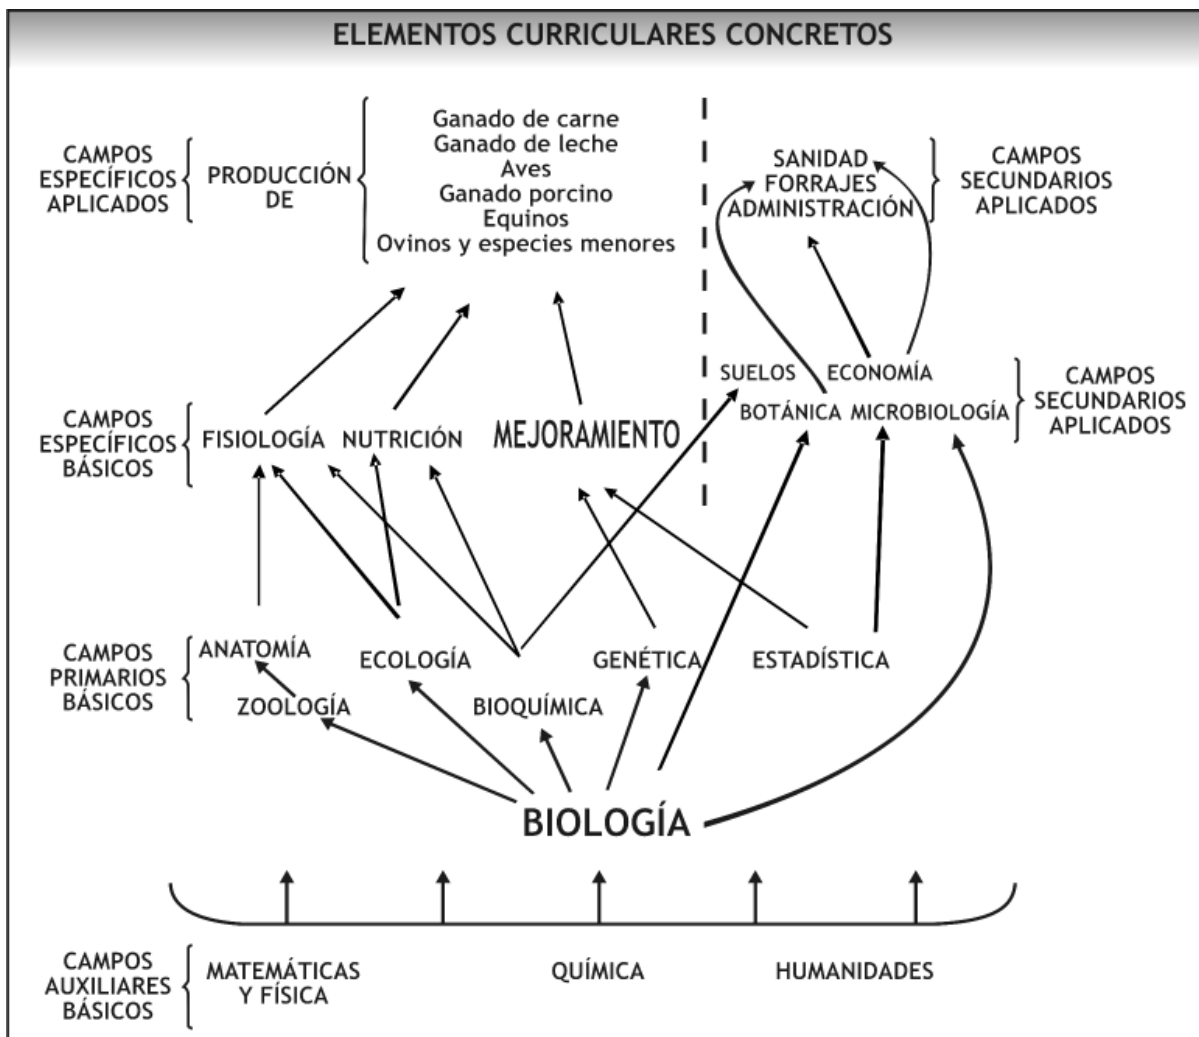 ELEMENTOS CURRICULARES CONCRETOS
CAMPOS
ESPECÍFICOS
APLICADOS
PRODUCCIÓN
DE
Ganado de carne
Ganado de leche
Aves
Ganado porcino
Equinos
Ovinos y especies menores
SANIDAD
FORRAJES
ADMINISTRACIÓN
CAMPOS
SECUNDARIOS
APLICADOS
CAMPOS
ESPECÍFICOS
BÁSICOS
FISIOLOGÍA NUTRICIÓN MEJORAMIENTO
SUELOS ECONOMÍA
BOTÁNICA MICROBIOLOGÍA
CAMPOS
SECUNDARIOS
APLICADOS
CAMPOS
PRIMARIOS
BÁSICOS
ANATOMÍA
ZOOLOGÍA
ECOLOGÍA
BIOQUÍMICA
GENÉTICA
ESTADÍSTICA
BIOLOGÍA
CAMPOS
AUXILIARES
BÁSICOS
MATEMÁTICAS
Y FÍSICA
QUÍMICA
HUMANIDADES